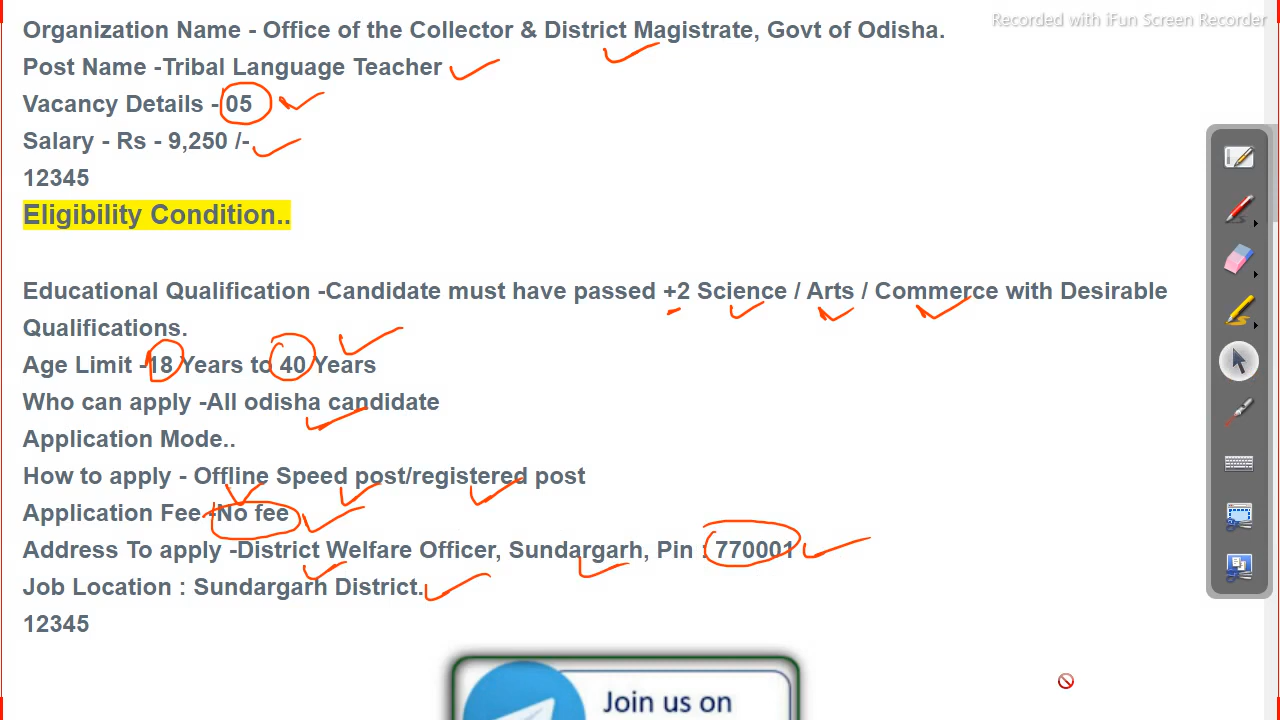 Recorded with iFun Screen Recorder
Organization Name - Office of the Collector & District Magistrate, Govt of Odisha.
Post Name -Tribal Language Teacher
Vacancy Details - 05
Salary - Rs - 9,250 /-
12345
Eligibility Condition..
Educational Qualification -Candidate must have passed +2 Science / Arts / Commerce with Desirable
Qualifications.
Age Limit -18 Years to 40 Years
Who can apply -All odisha candidate
Application Mode..
How to apply - Offline Speed post/registered post
Application Fee -No fee
Address To apply -District Welfare Officer, Sundargarh, Pin : 770001
Job Location : Sundargarh District.
12345
Join us on